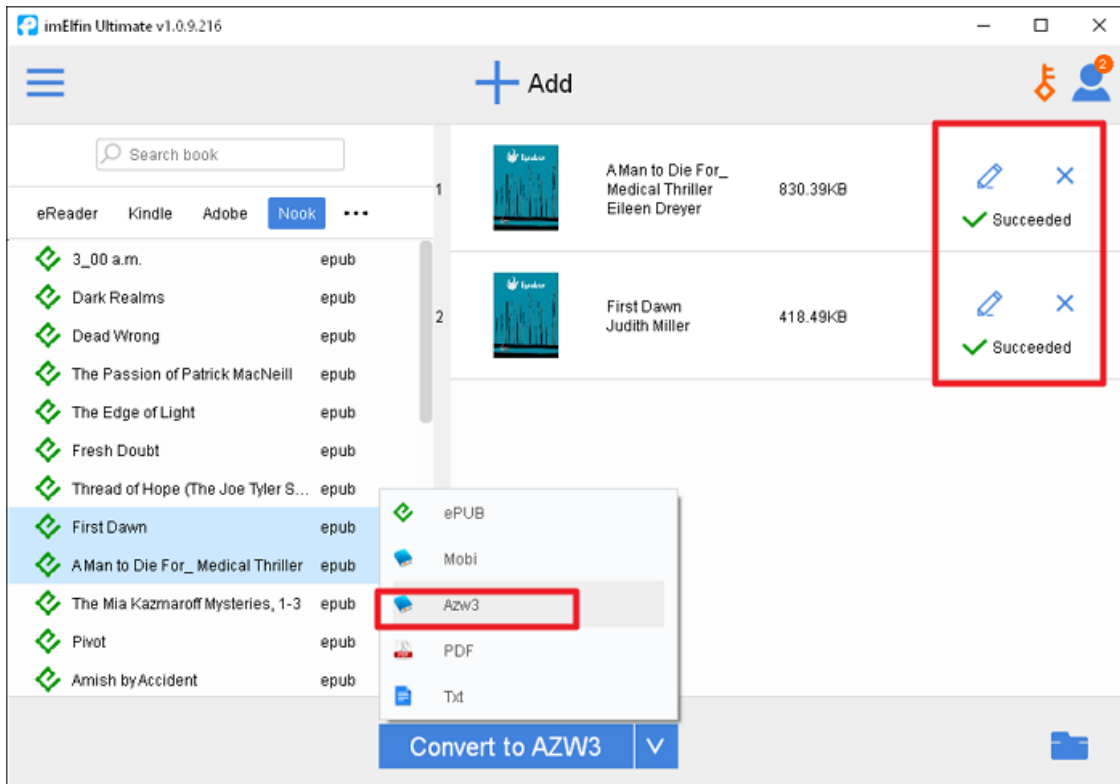 imElfin Ultimate v1.0.9.216
Add
2
Search book
eReader Kindle Adobe Nook •••
3_00 a.m. epub
Dark Realms epub
Dead Wrong epub
The Passion of Patrick MacNeill epub
The Edge of Light epub
Fresh Doubt epub
Thread of Hope (The Joe Tyler S... epub
First Dawn epub
A Man to Die For_ Medical Thriller epub
The Mia Kazmaroff Mysteries, 1-3 epub
Pivot epub
Amish by Accident epub
1
A Man to Die For_
Medical Thriller
Eileen Dreyer
830.39KB
Succeeded
2
First Dawn
Judith Miller
418.49KB
Succeeded
ePUB
Mobi
Azw3
PDF
Txt
Convert to AZW3